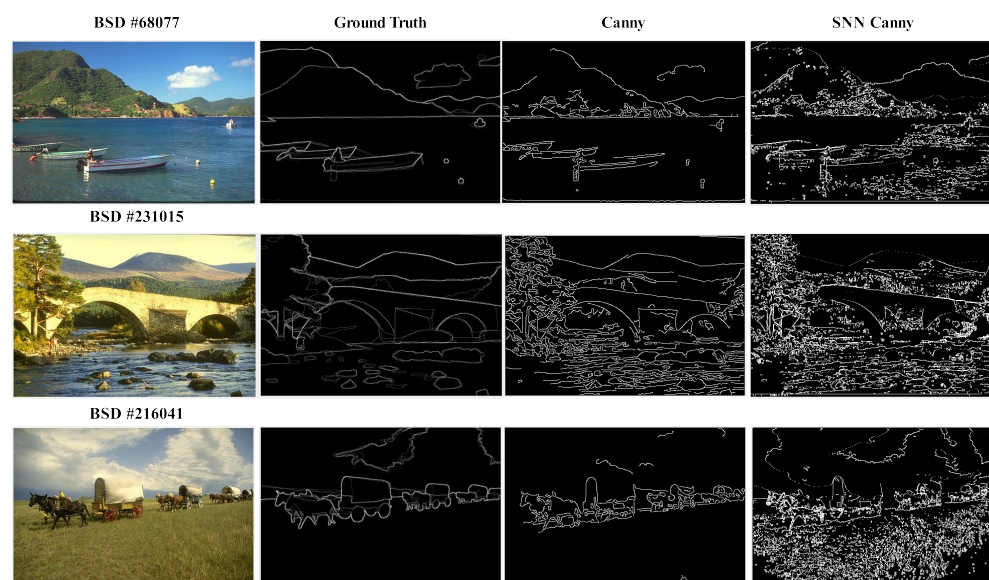 BSD #68077
Ground Truth
Canny
SNN Canny
BSD #231015
BSD #216041